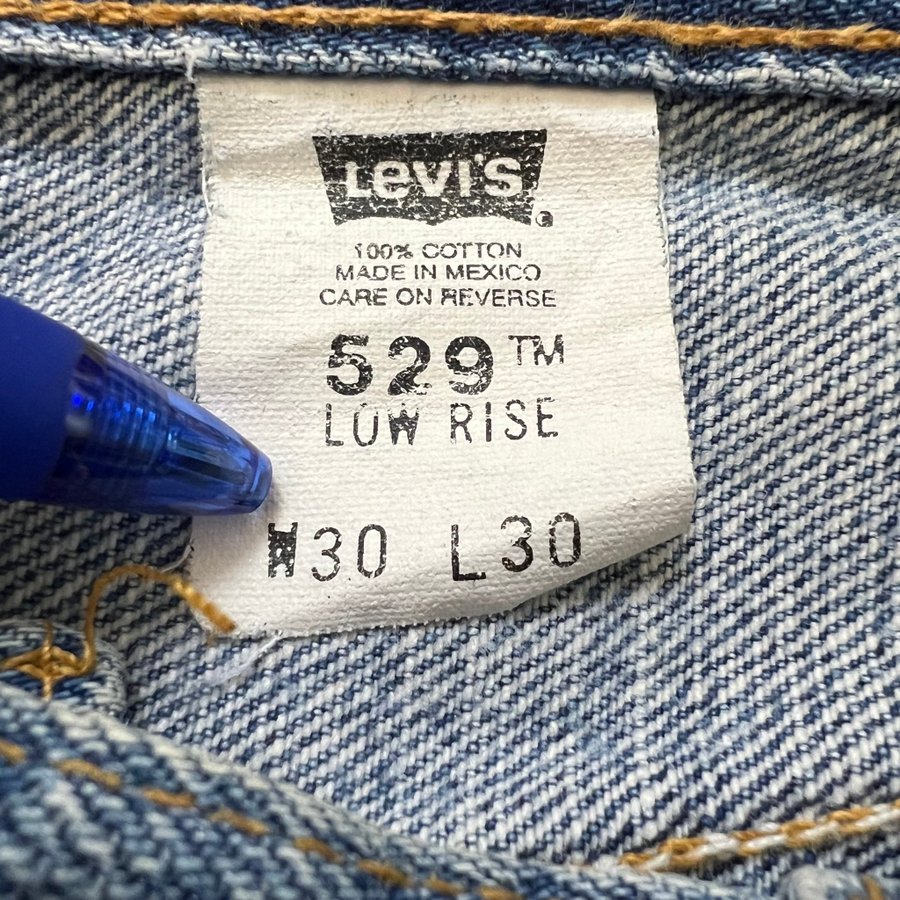 LEVI'S
100% COTTON
MADE IN MEXICO
CARE ON REVERSE
529™
LOW RISE
W30 L30